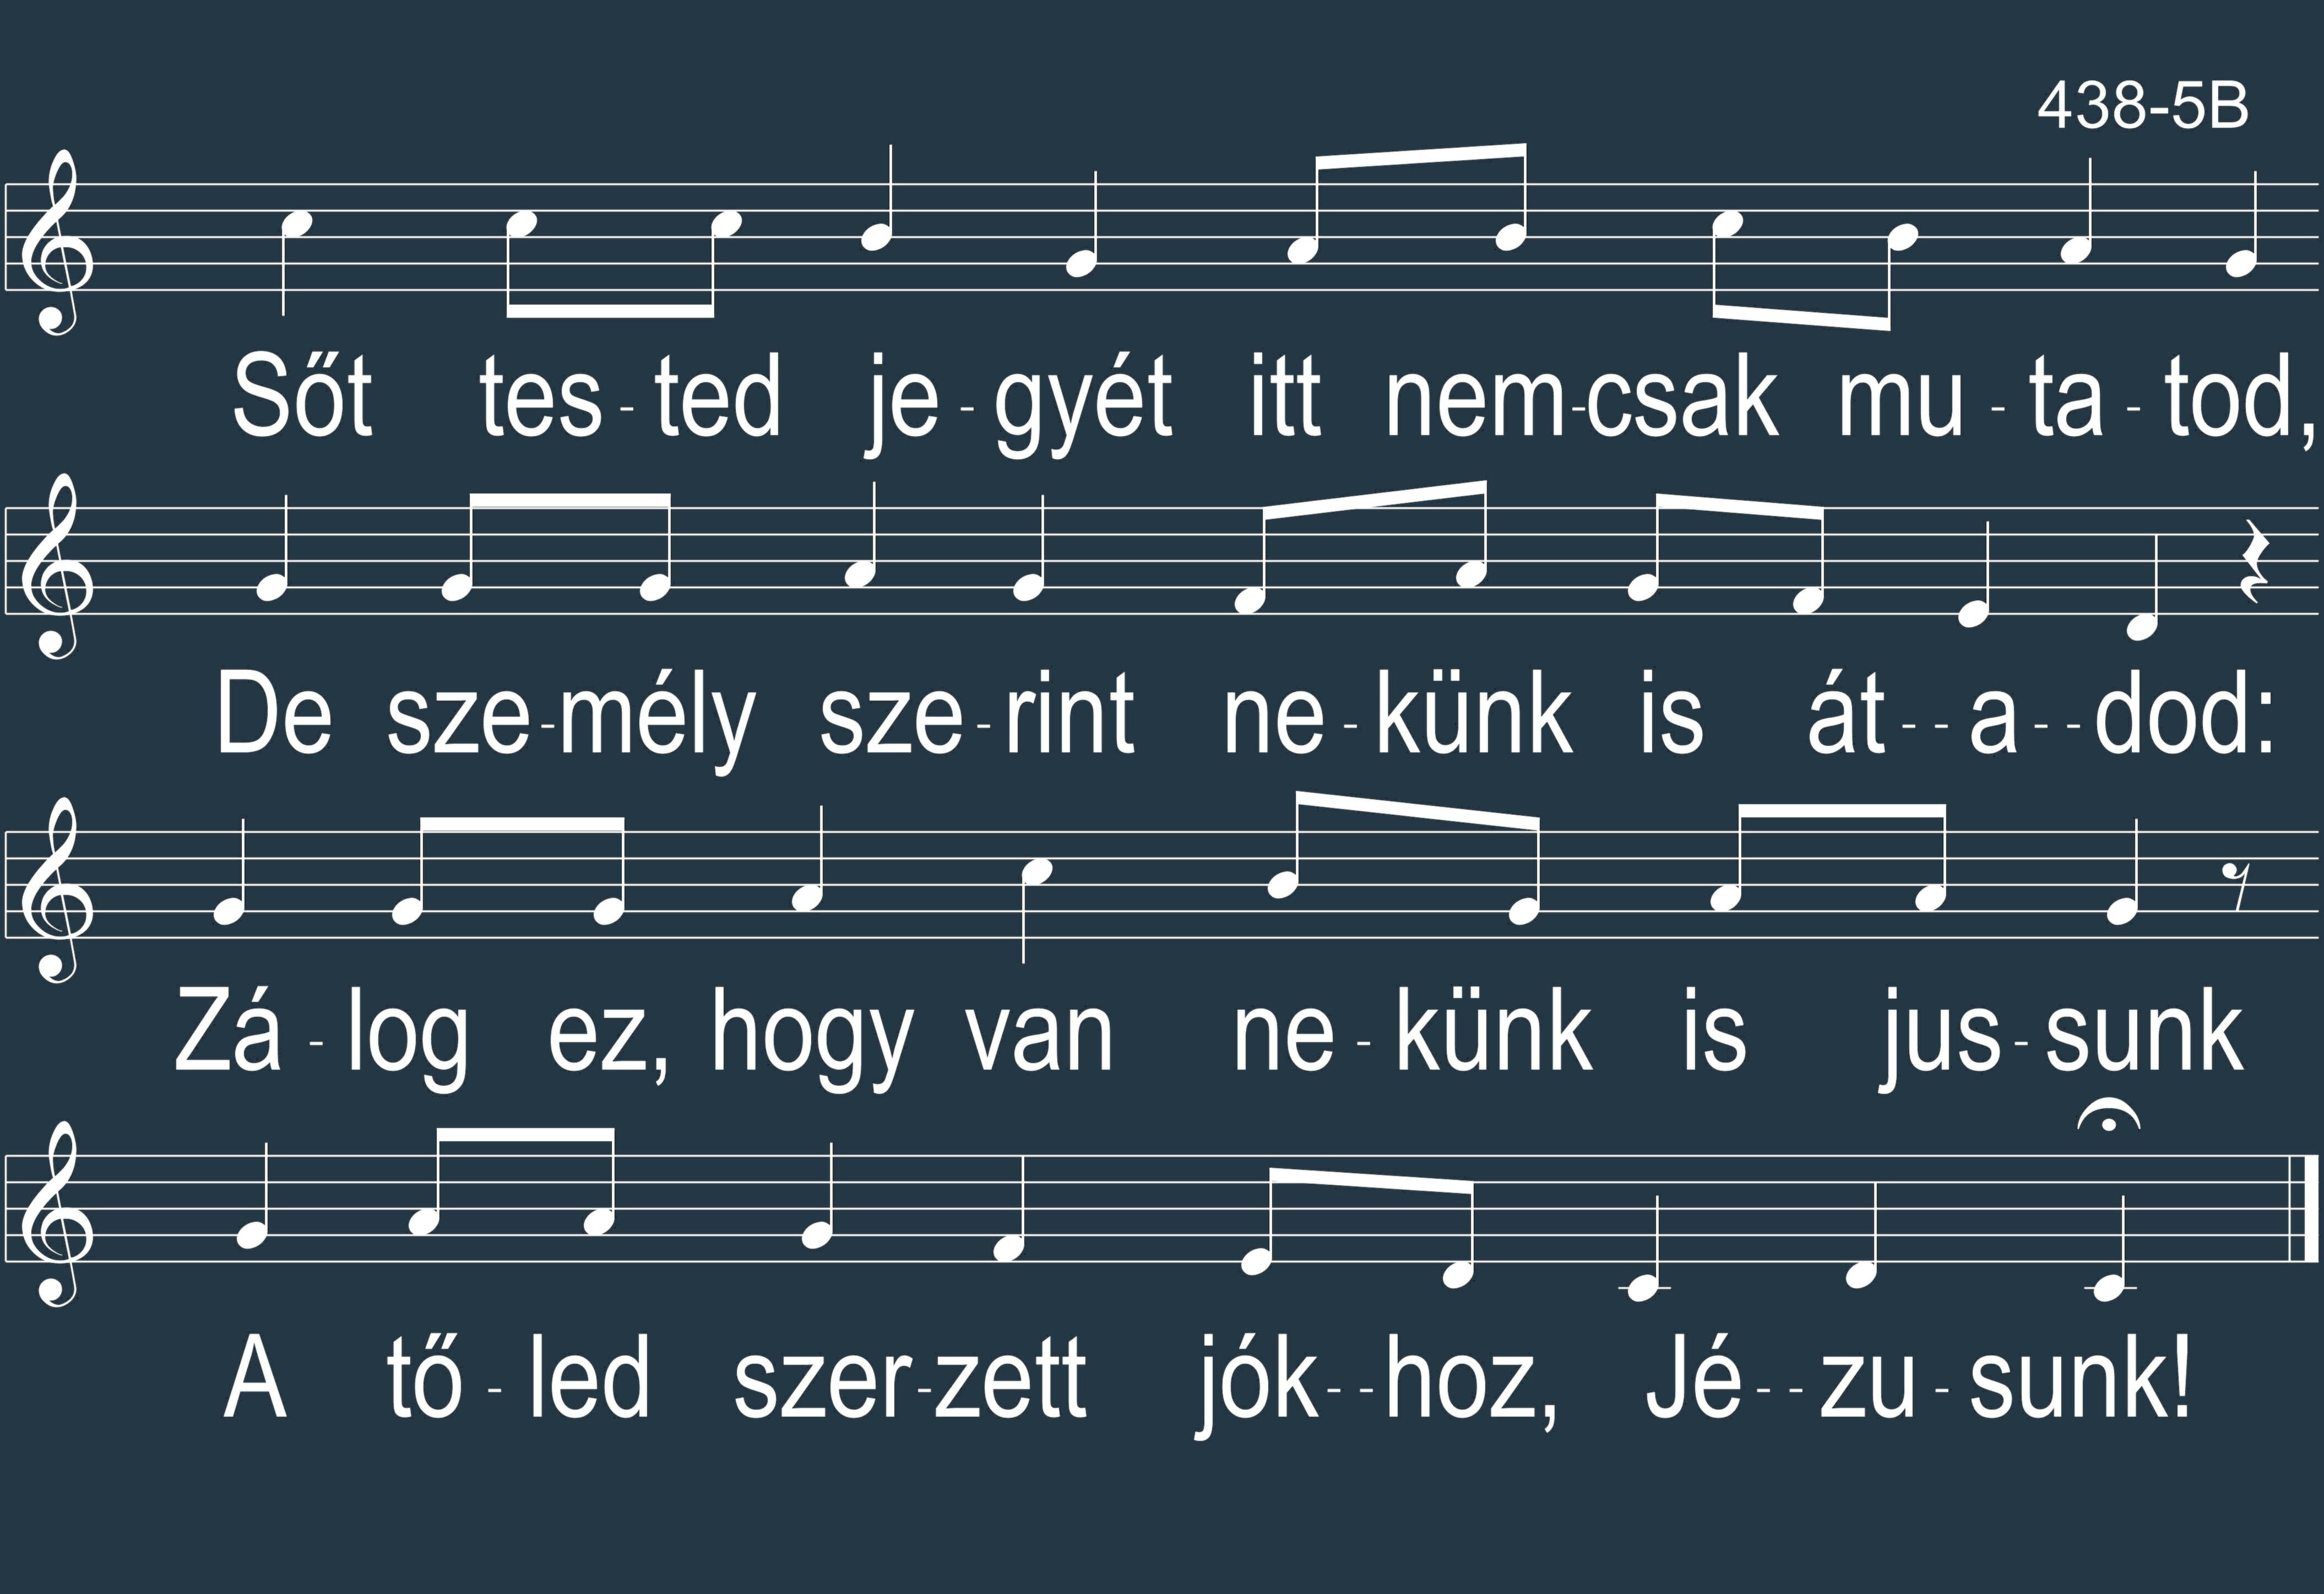 438-5B
Sőt tes-ted je-gyét itt nem-csak mu-ta-tod,
De sze-mély sze-rint ne-künk is át--a--dod:
Zá-log ez, hogy van ne-künk is jus-sunk
A tő-led szer-zett jók--hoz, Jé--zu-sunk!